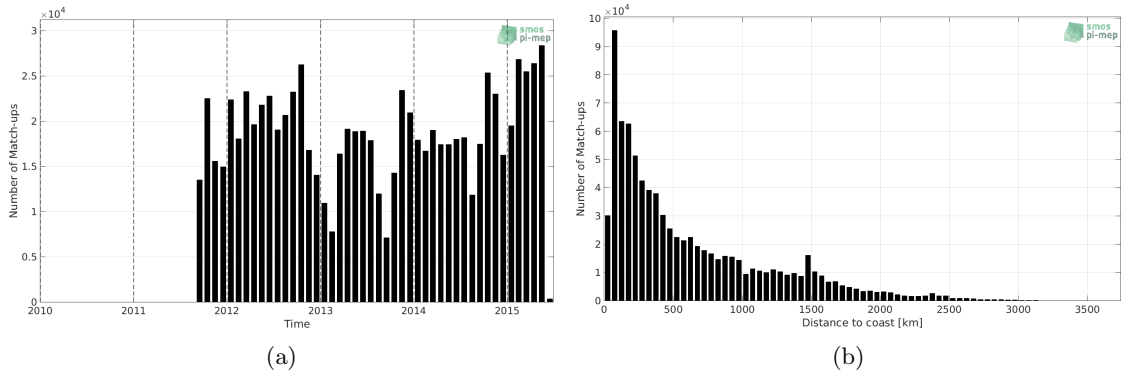 ×10⁴
3
2.5
2
1.5
1
0.5
0
Number of Match-ups
2010 2011 2012 2013 2014 2015
Time
smos
pi-mep
(a)
×10⁴
10
9
8
7
6
5
4
3
2
1
0
Number of Match-ups
0 500 1000 1500 2000 2500 3000 3500
Distance to coast [km]
smos
pi-mep
(b)